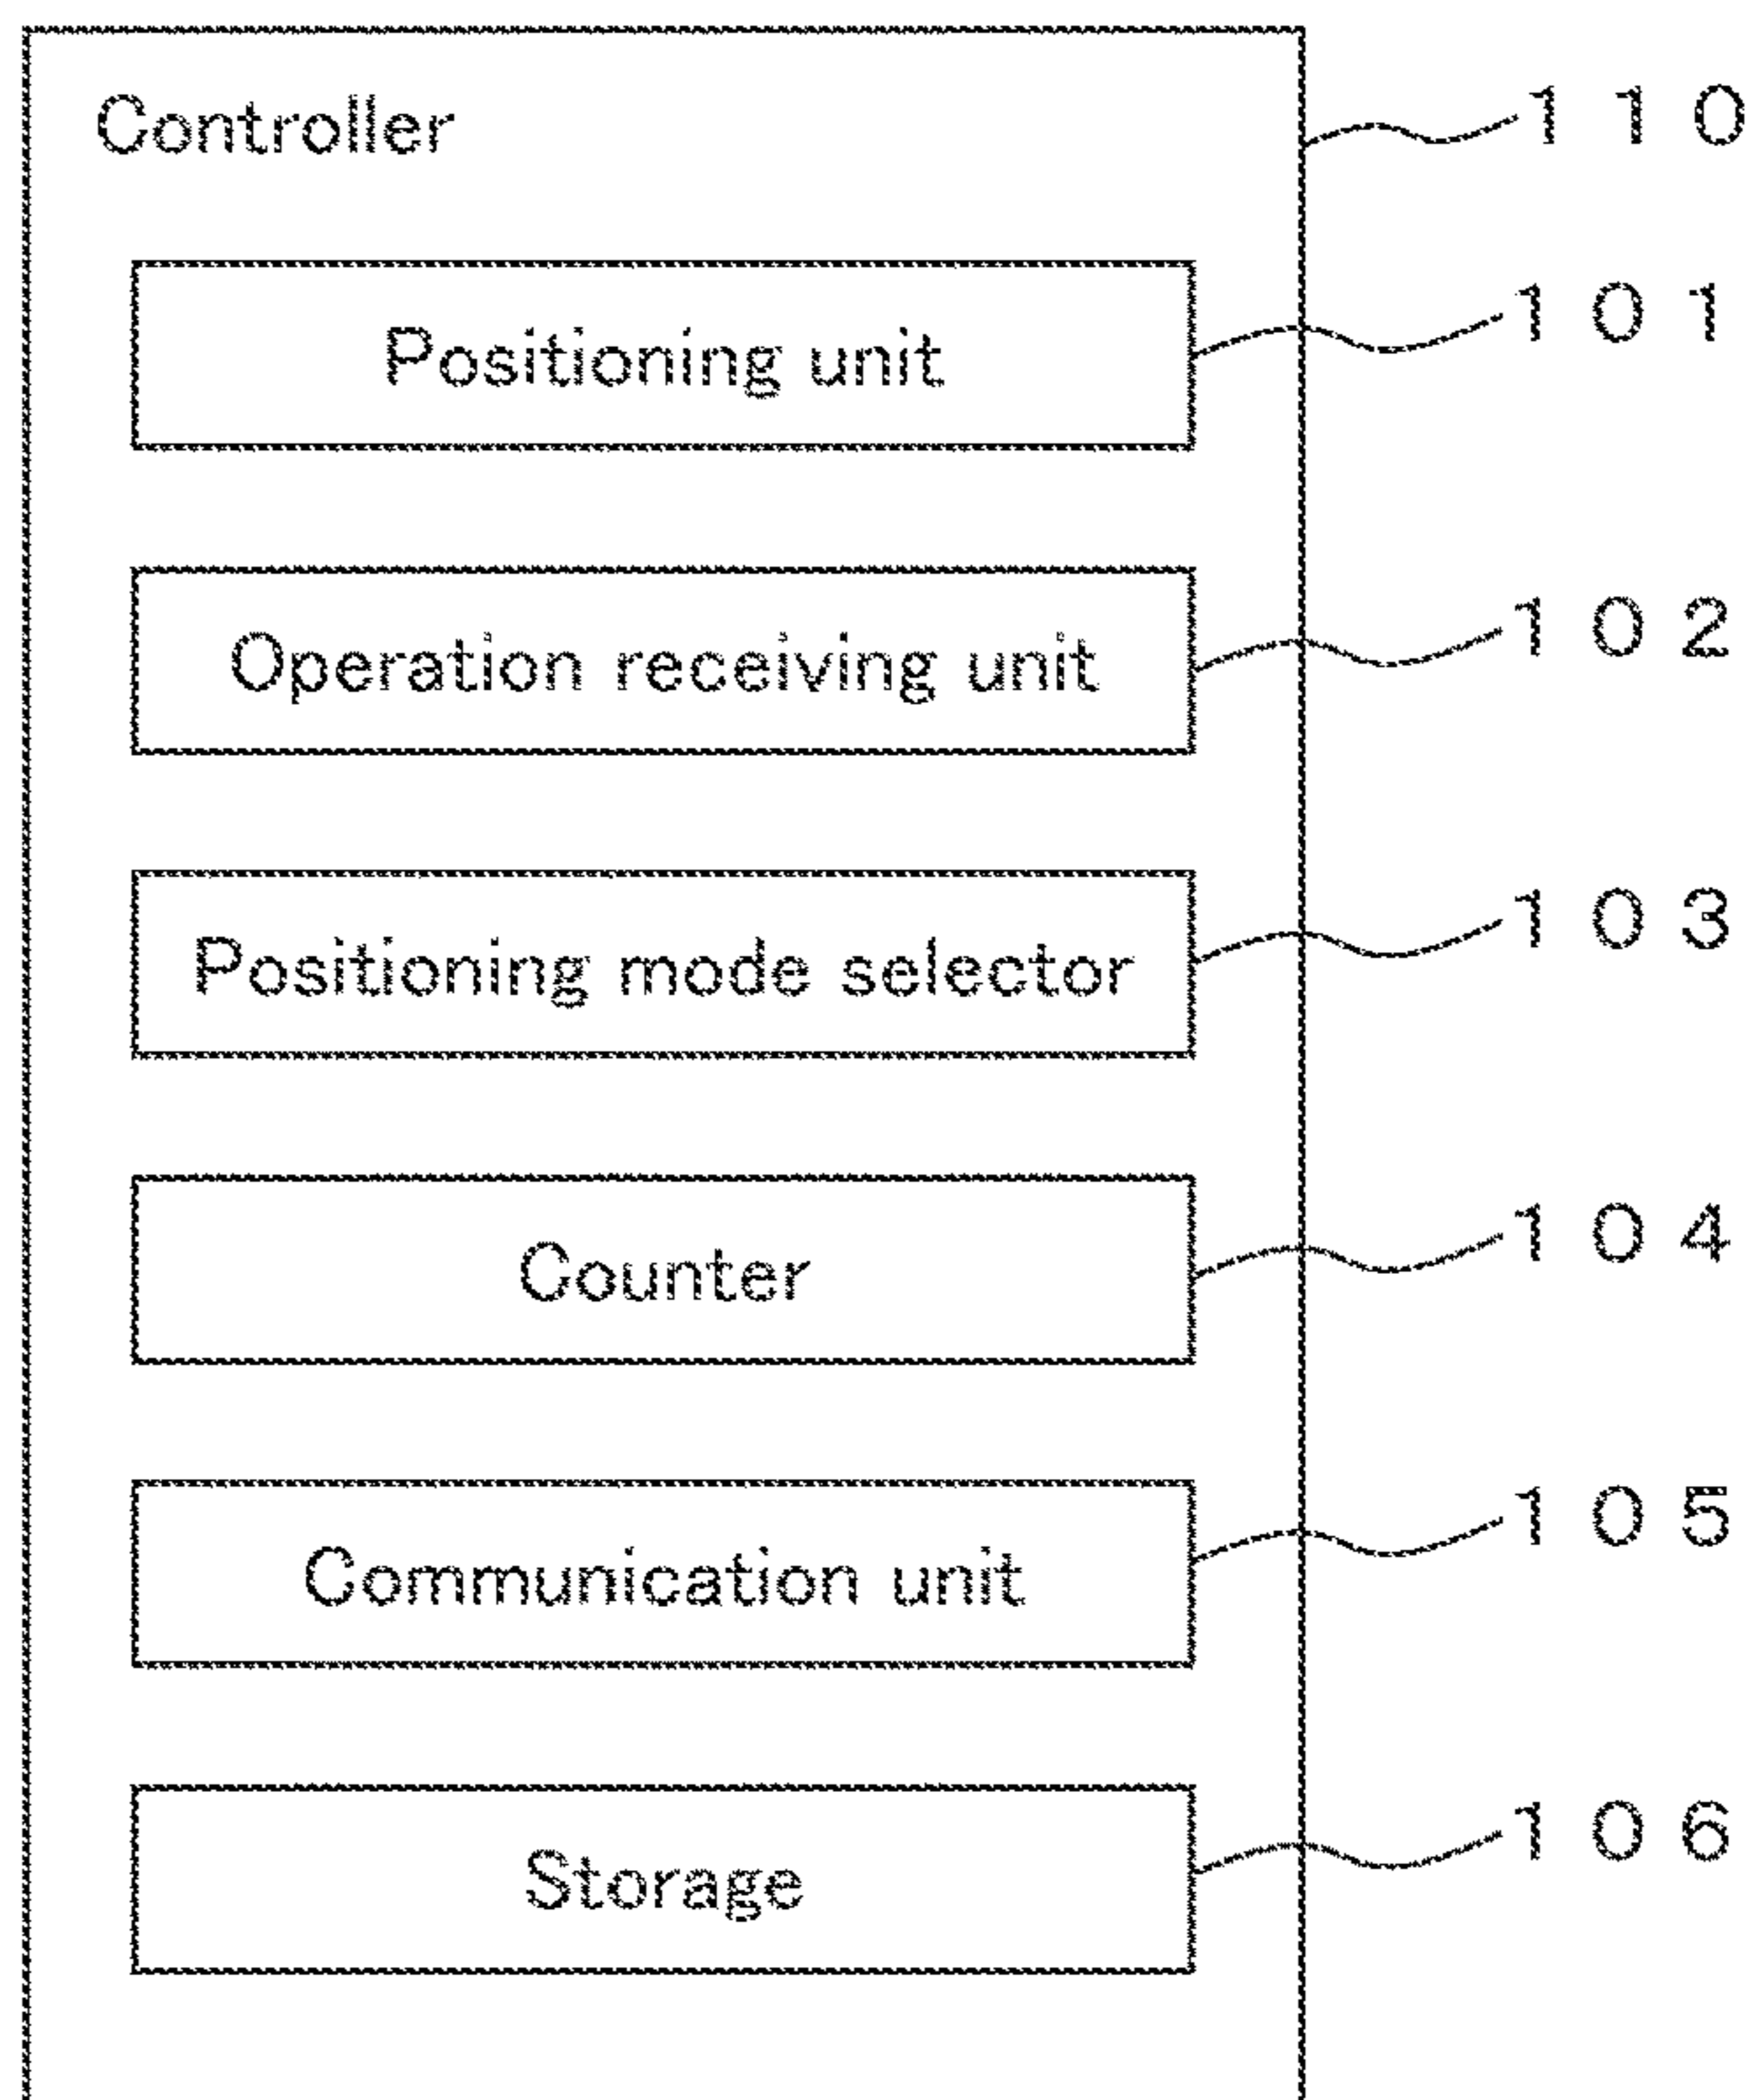 Controller 110
Positioning unit 101
Operation receiving unit 102
Positioning mode selector 103
Counter 104
Communication unit 105
Storage 106